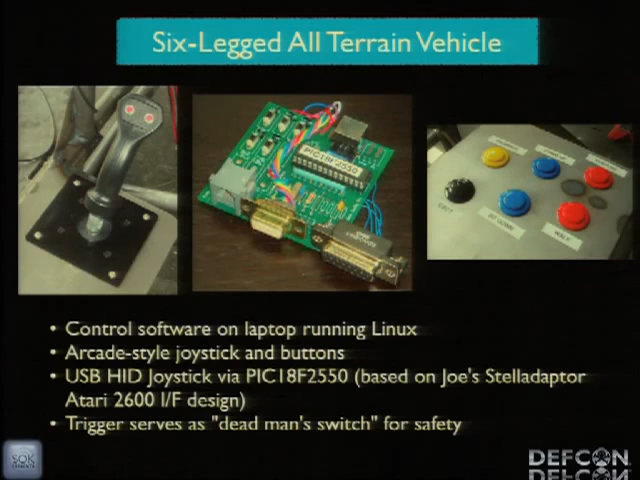 Six-Legged All Terrain Vehicle
PIC18F2550
WALK
• Control software on laptop running Linux
• Arcade-style joystick and buttons
• USB HID Joystick via PIC18F2550 (based on Joe's Stelladaptor
Atari 2600 I/F design)
• Trigger serves as "dead man's switch" for safety
SOK
DEFCON